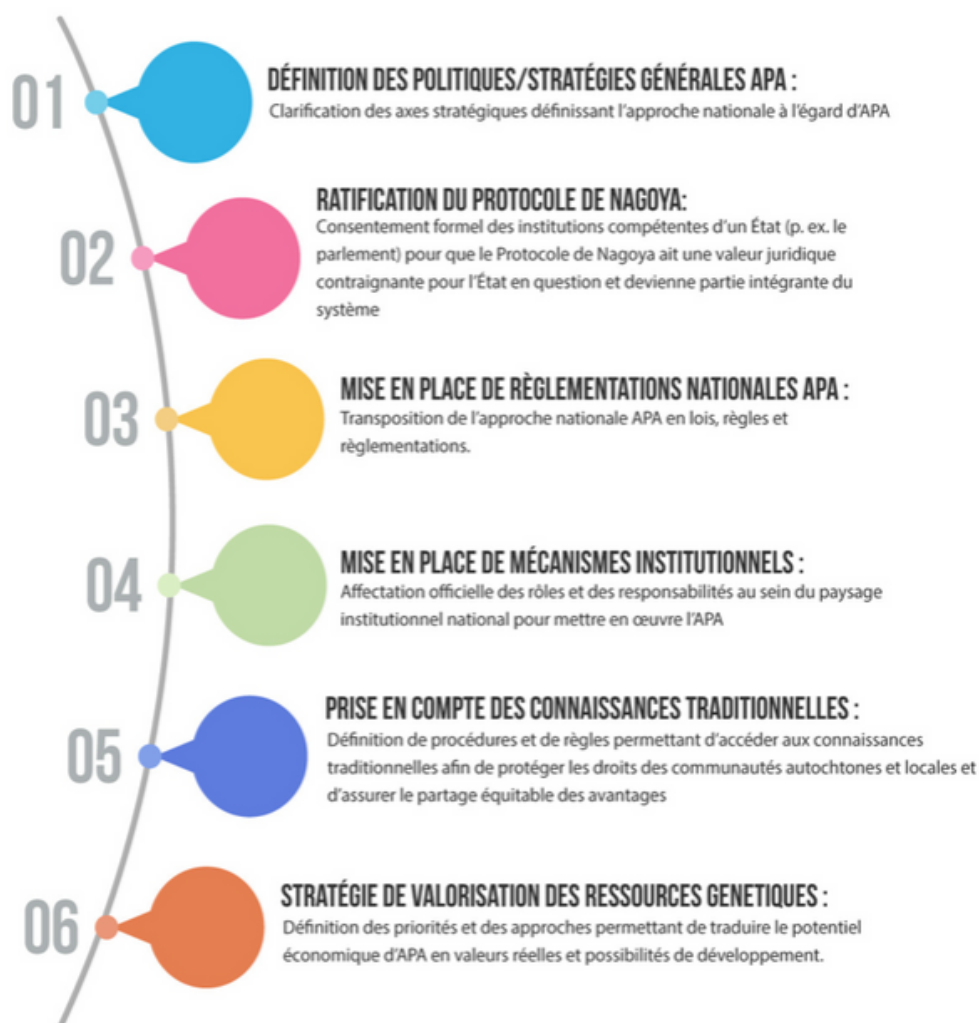 01
DÉFINITION DES POLITIQUES/STRATÉGIES GÉNÉRALES APA :
Clarification des axes stratégiques définissant l'approche nationale à l'égard d'APA
02
RATIFICATION DU PROTOCOLE DE NAGOYA:
Consentement formel des institutions compétentes d'un État (p. ex. le
parlement) pour que le Protocole de Nagoya ait une valeur juridique
contraignante pour l'État en question et devienne partie intégrante du
système
03
MISE EN PLACE DE RÈGLEMENTATIONS NATIONALES APA :
Transposition de l'approche nationale APA en lois, règles et
règlementations.
04
MISE EN PLACE DE MÉCANISMES INSTITUTIONNELS :
Affectation officielle des rôles et des responsabilités au sein du paysage
institutionnel national pour mettre en œuvre l'APA
05
PRISE EN COMPTE DES CONNAISSANCES TRADITIONNELLES :
Définition de procédures et de règles permettant d'accéder aux connaissances
traditionnelles afin de protéger les droits des communautés autochtones et locales et
d'assurer le partage équitable des avantages
06
STRATÉGIE DE VALORISATION DES RESSOURCES GENETIQUES :
Définition des priorités et des approches permettant de traduire le potentiel
économique d'APA en valeurs réelles et possibilités de développement.